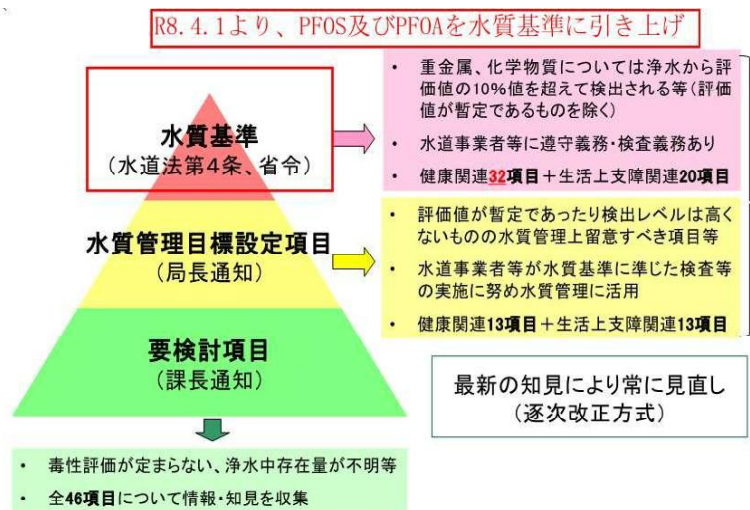 R8.4.1より、PFOS及びPFOAを水質基準に引き上げ
水質基準
(水道法第4条、省令)
・ 重金属、化学物質については浄水から評
価値の10%値を超えて検出される等(評価
値が暫定であるものを除く)
・ 水道事業者等に遵守義務・検査義務あり
・ 健康関連32項目+生活上支障関連20項目
水質管理目標設定項目
(局長通知)
・ 評価値が暫定であったり検出レベルは高く
ないものの水質管理上留意すべき項目等
・ 水道事業者等が水質基準に準じた検査等
の実施に努め水質管理に活用
・ 健康関連13項目+生活上支障関連13項目
要検討項目
(課長通知)
最新の知見により常に見直し
(逐次改正方式)
・ 毒性評価が定まらない、浄水中存在量が不明等
・ 全46項目について情報・知見を収集